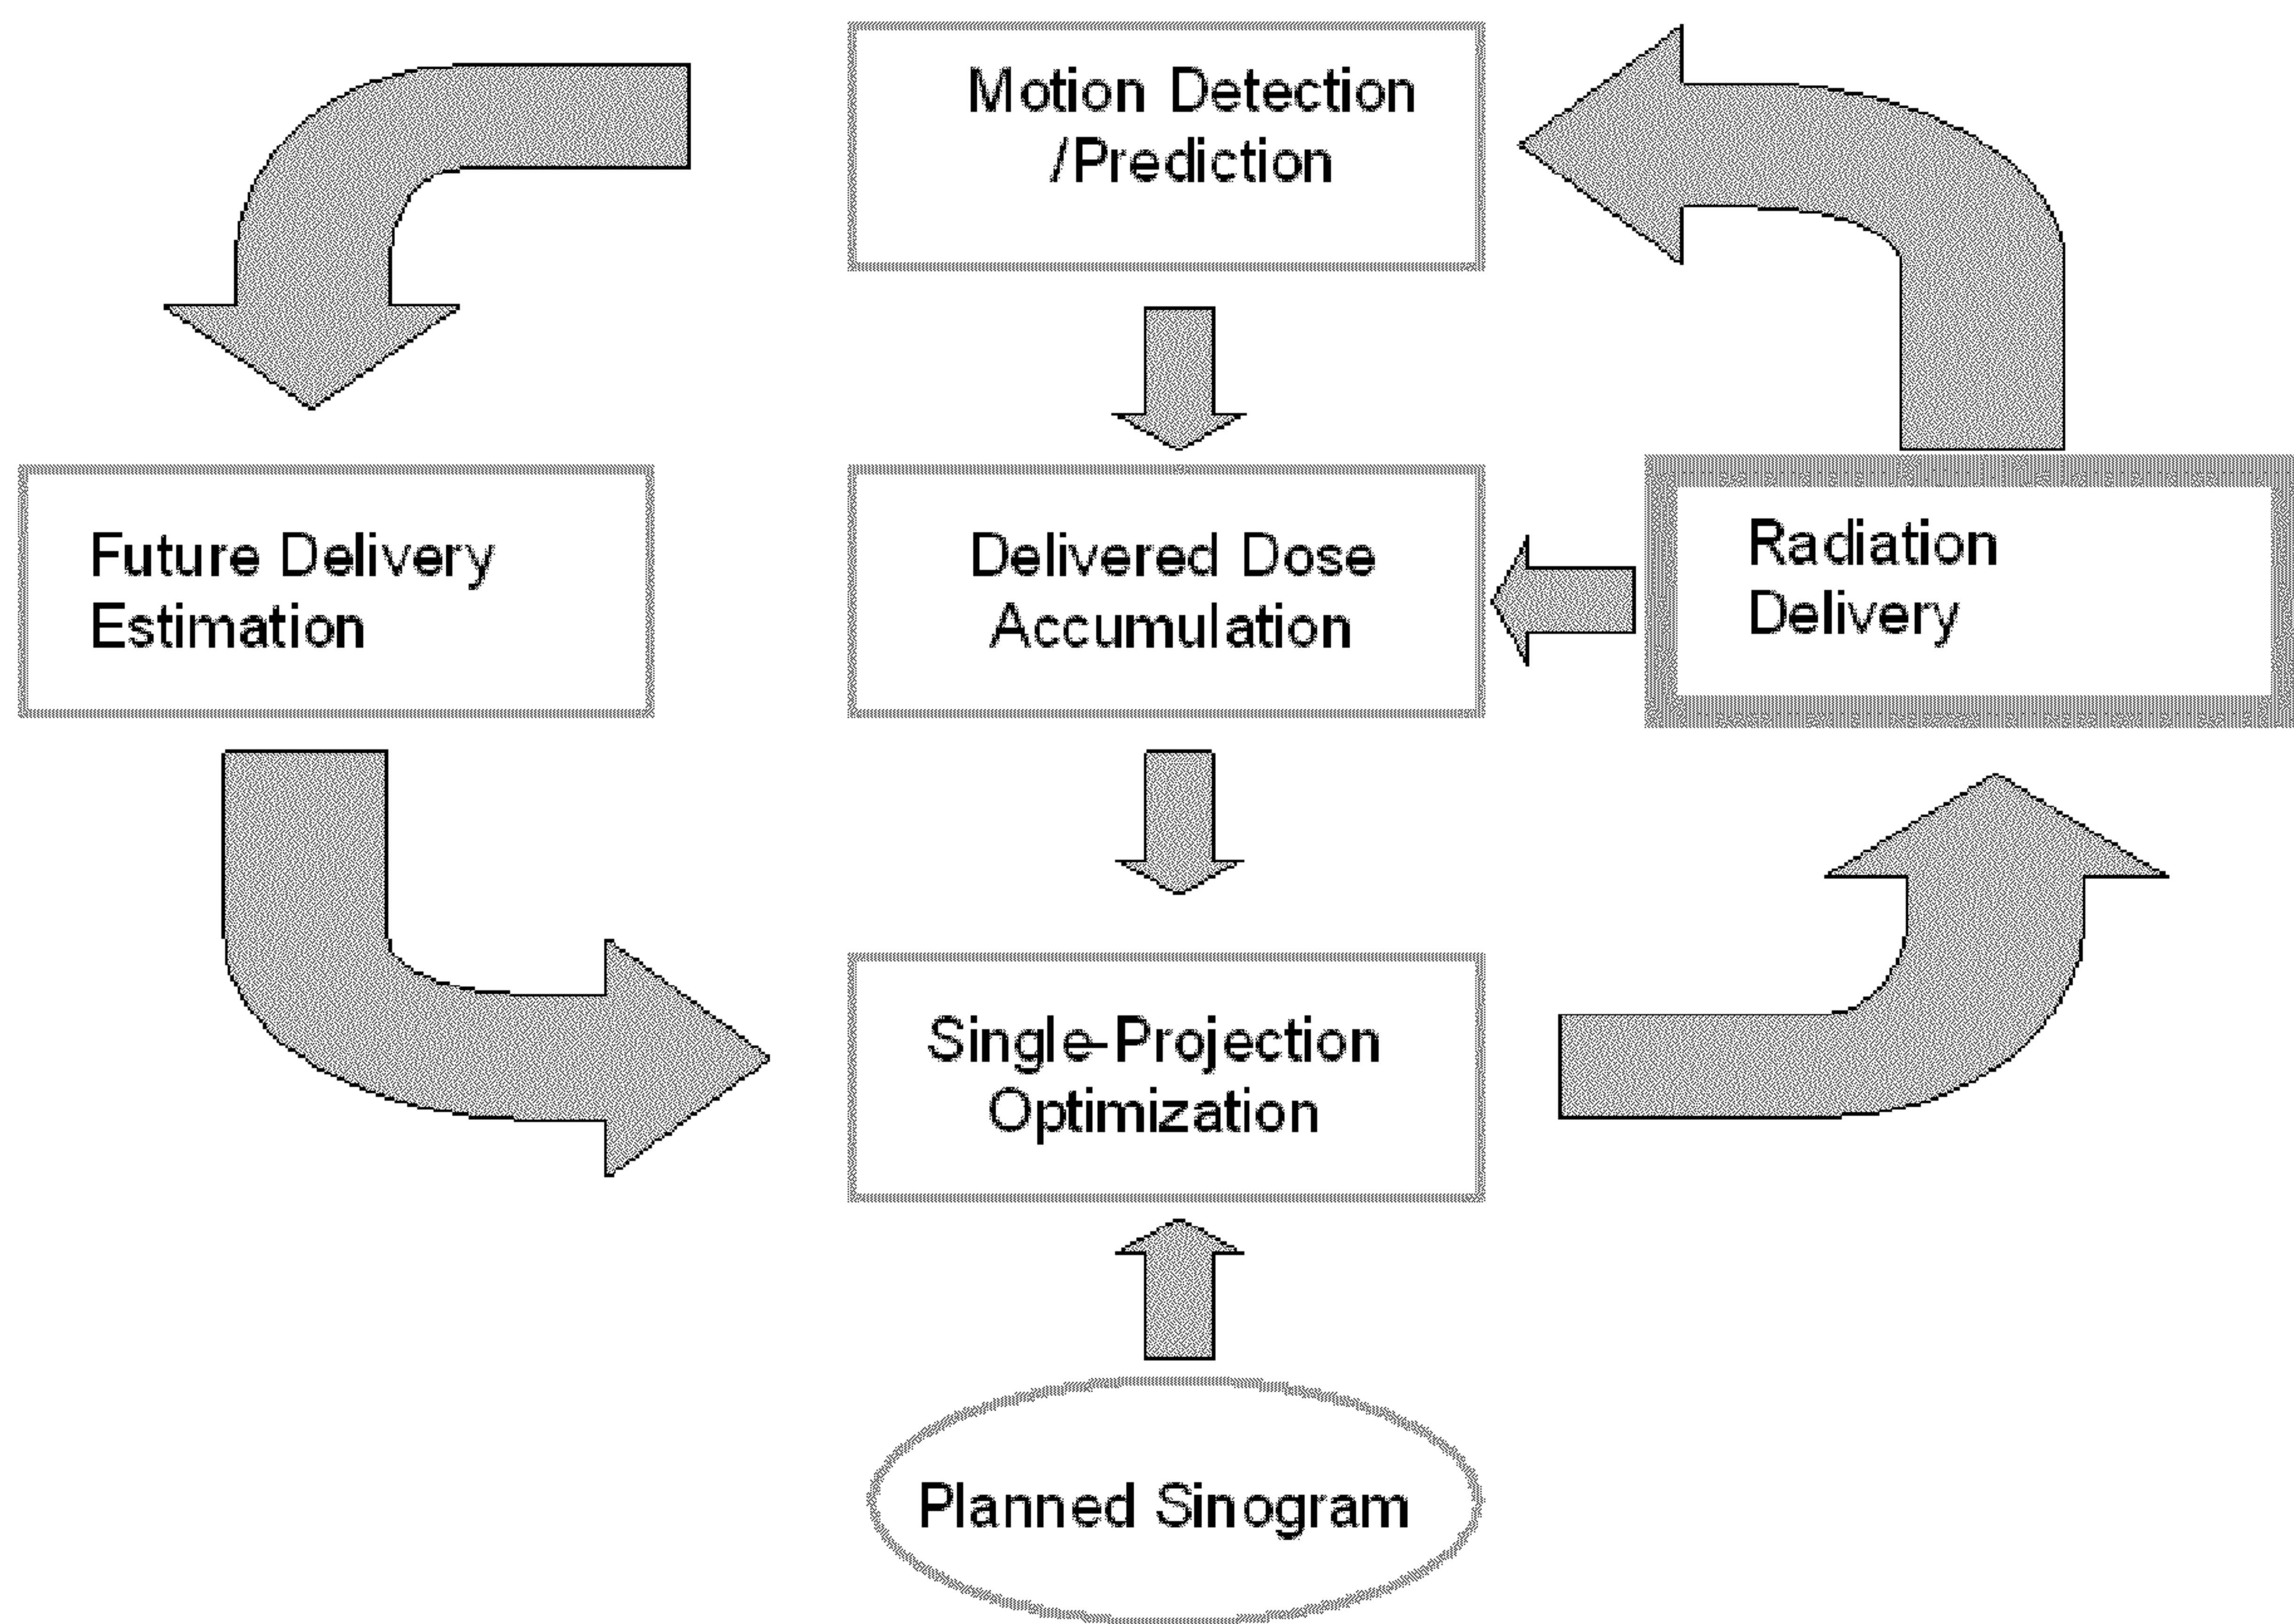 Motion Detection
/Prediction
Future Delivery
Estimation
Delivered Dose
Accumulation
Radiation
Delivery
Single-Projection
Optimization
Planned Sinogram